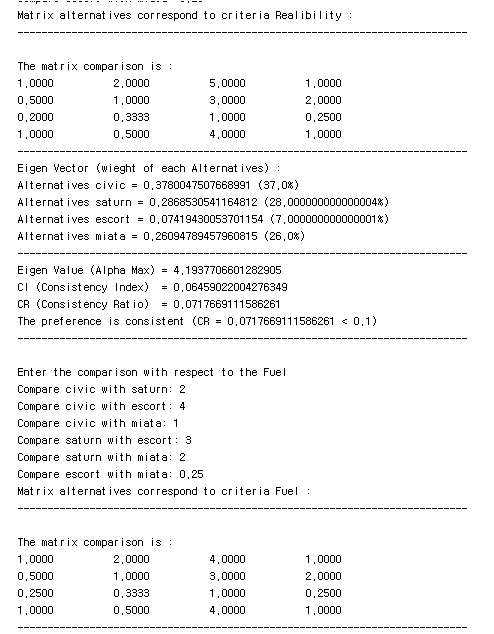 Matrix alternatives correspond to criteria Realibility :
--------------------------------------------------------------------------
The matrix comparison is :
1,0000 2,0000 5,0000 1,0000
0,5000 1,0000 3,0000 2,0000
0,2000 0,3333 1,0000 0,2500
1,0000 0,5000 4,0000 1,0000
--------------------------------------------------------------------------
Eigen Vector (wieght of each Alternatives) :
Alternatives civic = 0,3780047507668991 (37,0%)
Alternatives saturn = 0,2868530541164812 (28,000000000000004%)
Alternatives escort = 0,07419430053701154 (7,000000000000001%)
Alternatives miata = 0,26094789457960815 (26,0%)
--------------------------------------------------------------------------
Eigen Value (Alpha Max) = 4,1937706601282905
CI (Consistency Index) = 0,06459022004276349
CR (Consistency Ratio) = 0,0717669111586261
The preference is consistent (CR = 0,0717669111586261 < 0,1)
--------------------------------------------------------------------------
Enter the comparison with respect to the Fuel
Compare civic with saturn: 2
Compare civic with escort: 4
Compare civic with miata: 1
Compare saturn with escort: 3
Compare saturn with miata: 2
Compare escort with miata: 0,25
Matrix alternatives correspond to criteria Fuel :
--------------------------------------------------------------------------
The matrix comparison is :
1,0000 2,0000 4,0000 1,0000
0,5000 1,0000 3,0000 2,0000
0,2500 0,3333 1,0000 0,2500
1,0000 0,5000 4,0000 1,0000
--------------------------------------------------------------------------